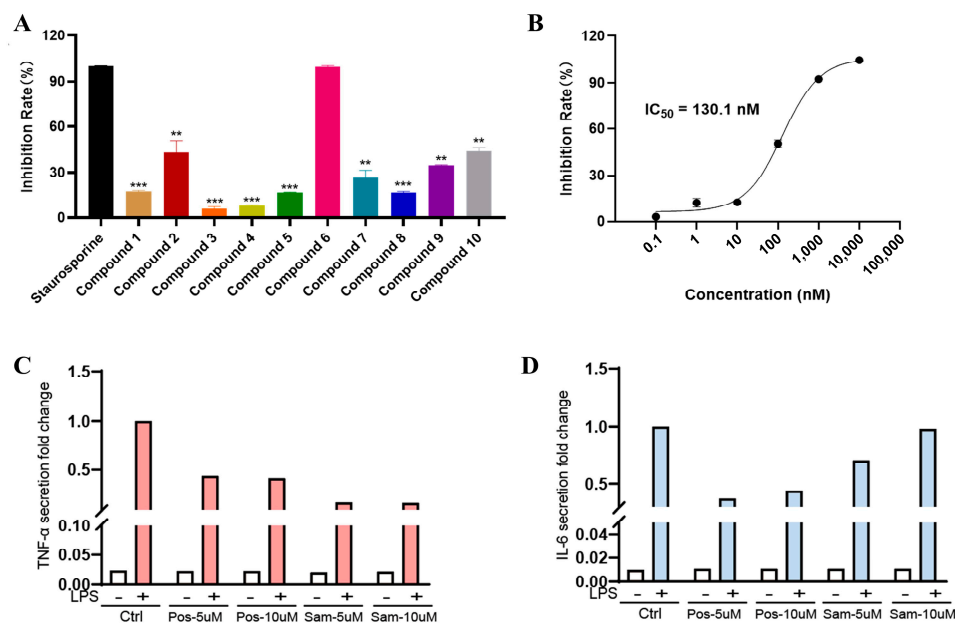 A
Inhibition Rate (%)
120
90
60
30
0
***
**
***
***
***
**
***
**
**
Staurosporine
Compound 1
Compound 2
Compound 3
Compound 4
Compound 5
Compound 6
Compound 7
Compound 8
Compound 9
Compound 10
B
Inhibition Rate (%)
120
90
60
30
0
IC50 = 130.1 nM
0.1
1
10
100
1,000
10,000
100,000
Concentration (nM)
C
TNF-α secretion fold change
1.5
1.0
0.5
0.10
0.05
0.00
LPS - + - + - + - + - +
Ctrl Pos-5uM Pos-10uM Sam-5uM Sam-10uM
D
IL-6 secretion fold change
1.5
1.0
0.5
0.04
0.02
0.00
LPS - + - + - + - + - +
Ctrl Pos-5uM Pos-10uM Sam-5uM Sam-10uM